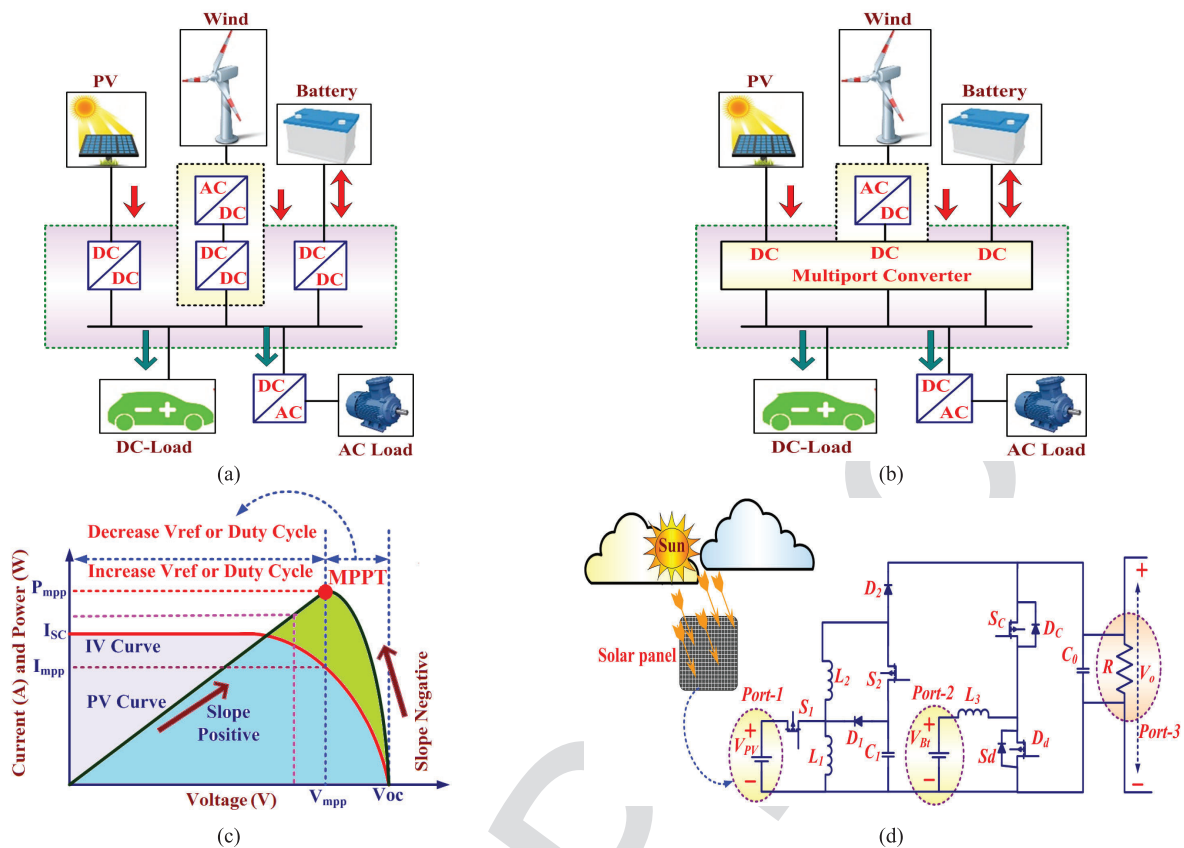 Wind
PV
Battery
AC
DC
DC
DC
DC
DC
DC
DC
DC
AC
DC-Load
AC Load
(a)
Wind
PV
Battery
AC
DC
DC
DC
DC
Multiport Converter
DC
AC
DC-Load
AC Load
(b)
Decrease Vref or Duty Cycle
Increase Vref or Duty Cycle
MPPT
Current (A) and Power (W)
Pmpp
ISC
Impp
IV Curve
PV Curve
Slope
Positive
Slope Negative
Voltage (V)
Vmpp
Voc
(c)
Sun
Solar panel
D2
SC
DC
C0
R
Vo
+
L2
S2
Port-1
S1
Port-2
L3
Port-3
+
VPV
L1
D1
C1
+
VBt
Sd
Dd
−
−
−
(d)